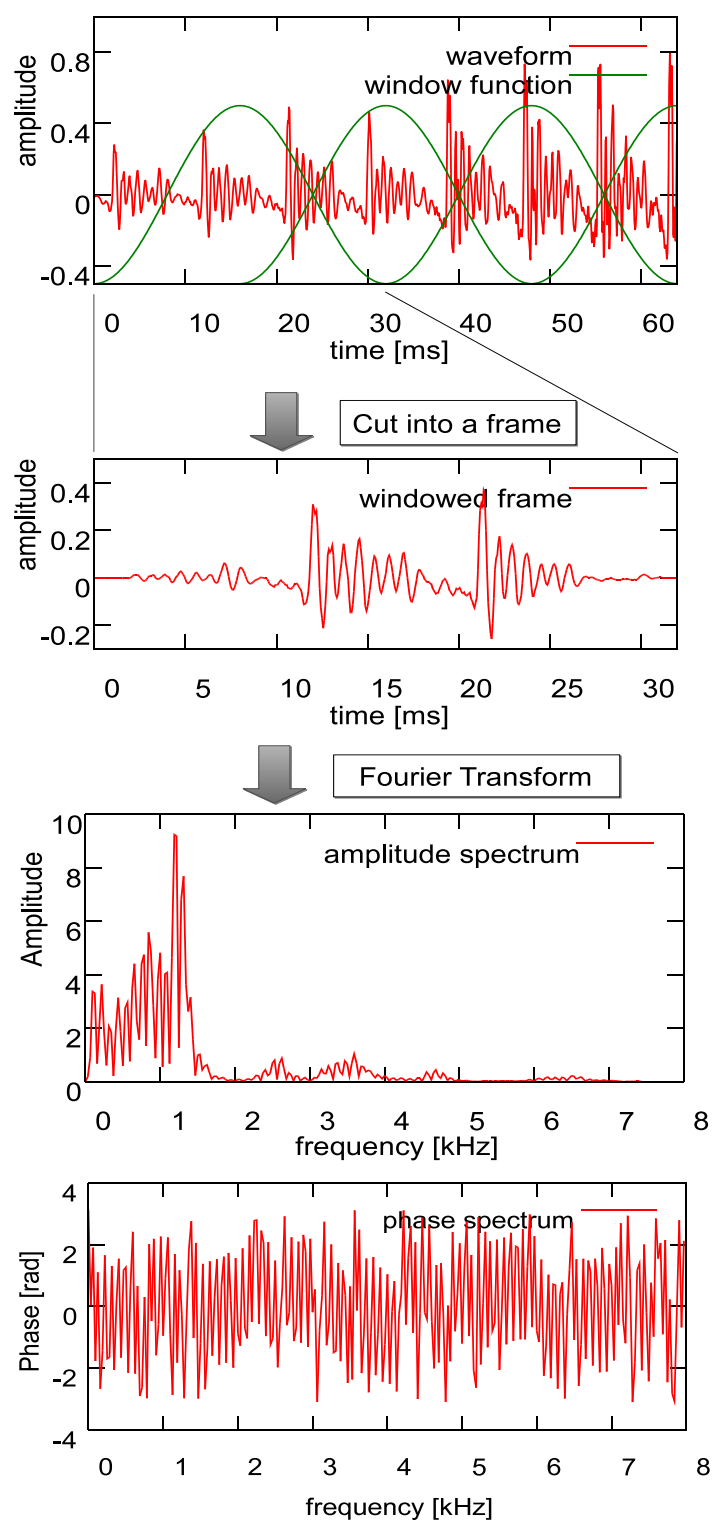 0.8
0.4
0
-0.4
amplitude
waveform
window function
0 10 20 30 40 50 60
time [ms]
Cut into a frame
0.4
0.2
0
-0.2
amplitude
windowed frame
0 5 10 15 20 25 30
time [ms]
Fourier Transform
10
8
6
4
2
0
Amplitude
amplitude spectrum
0 1 2 3 4 5 6 7 8
frequency [kHz]
4
2
0
-2
-4
Phase [rad]
phase spectrum
0 1 2 3 4 5 6 7 8
frequency [kHz]